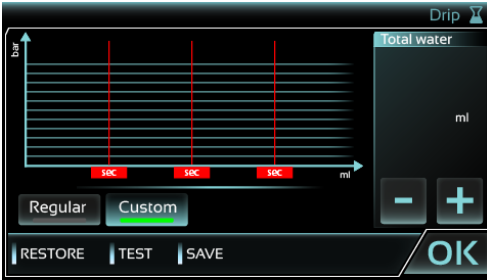 Drip
Total water
bar
ml
sec
sec
sec
ml
Regular
Custom
-
+
RESTORE
TEST
SAVE
OK